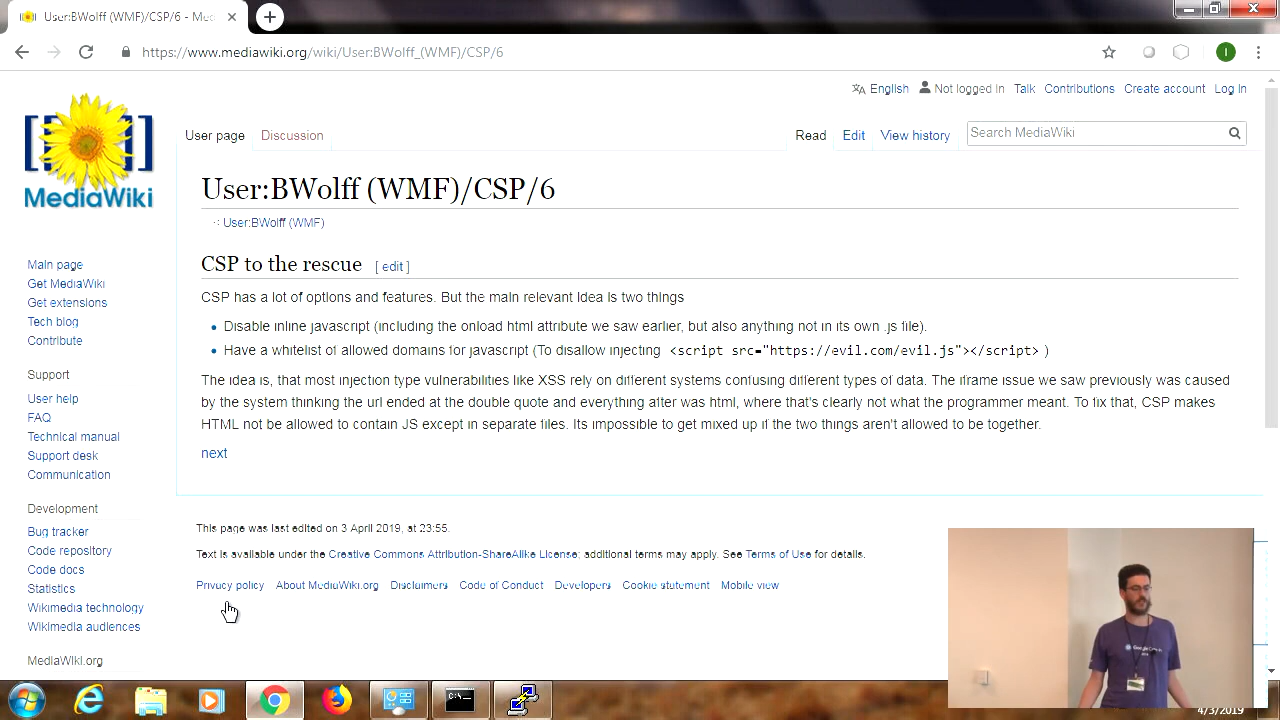 User:BWolff (WMF)/CSP/6 - Me
https://www.mediawiki.org/wiki/User:BWolff_(WMF)/CSP/6
I
English Not logged in Talk Contributions Create account Log in
User page Discussion Read Edit View history Search MediaWiki
MediaWiki
User:BWolff (WMF)/CSP/6
User:BWolff (WMF)
CSP to the rescue [ edit ]
CSP has a lot of options and features. But the main relevant idea is two things
Disable inline javascript (including the onload html attribute we saw earlier, but also anything not in its own .js file).
Have a whitelist of allowed domains for javascript (To disallow injecting <script src="https://evil.com/evil.js"></script> )
The idea is, that most injection type vulnerabilities like XSS rely on different systems confusing different types of data. The iframe issue we saw previously was caused
by the system thinking the url ended at the double quote and everything after was html, where that's clearly not what the programmer meant. To fix that, CSP makes
HTML not be allowed to contain JS except in separate files. Its impossible to get mixed up if the two things aren't allowed to be together.
next
Main page
Get MediaWiki
Get extensions
Tech blog
Contribute
Support
User help
FAQ
Technical manual
Support desk
Communication
Development
Bug tracker
Code repository
Code docs
Statistics
Wikimedia technology
Wikimedia audiences
MediaWiki.org
This page was last edited on 3 April 2019, at 23:55.
Text is available under the Creative Commons Attribution-ShareAlike License; additional terms may apply. See Terms of Use for details.
Privacy policy About MediaWiki.org Disclaimers Code of Conduct Developers Cookie statement Mobile view
C:\
4/3/2019